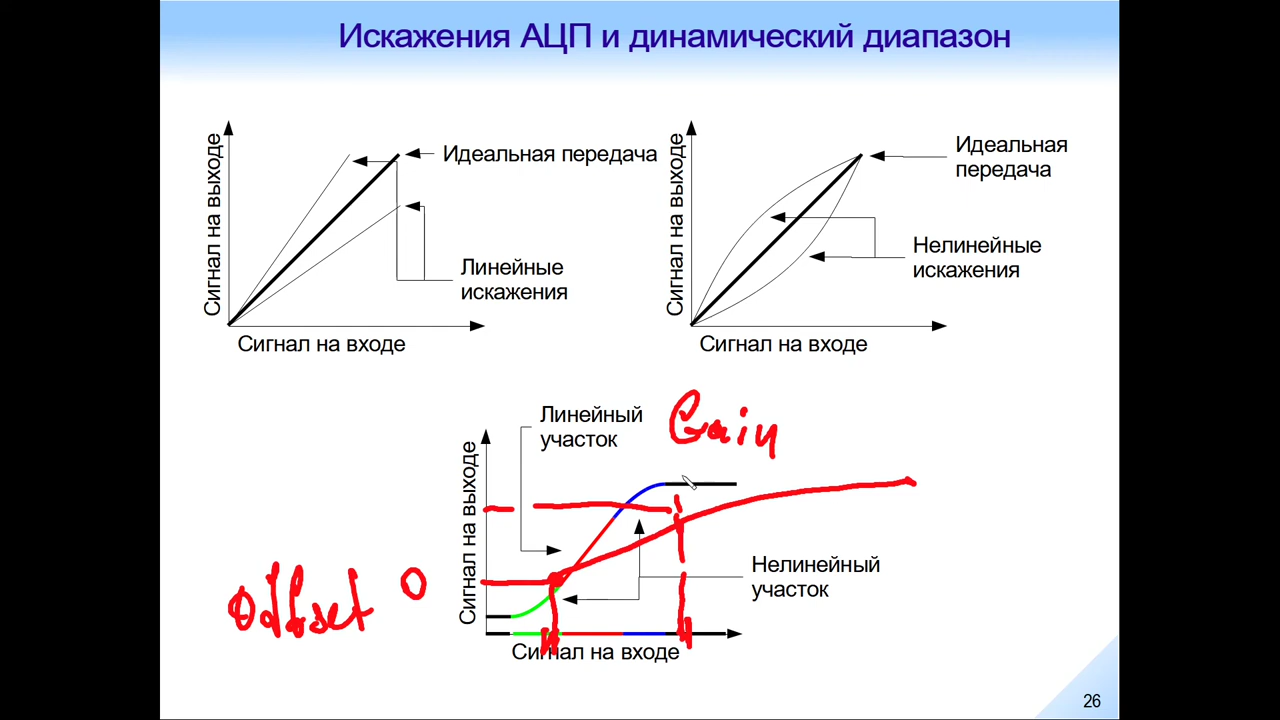 Искажения АЦП и динамический диапазон
Сигнал на выходе
Идеальная передача
Линейные
искажения
Сигнал на входе
Сигнал на выходе
Идеальная
передача
Нелинейные
искажения
Сигнал на входе
Сигнал на выходе
Линейный
участок
Gain
Нелинейный
участок
Offset 0
Сигнал на входе
26